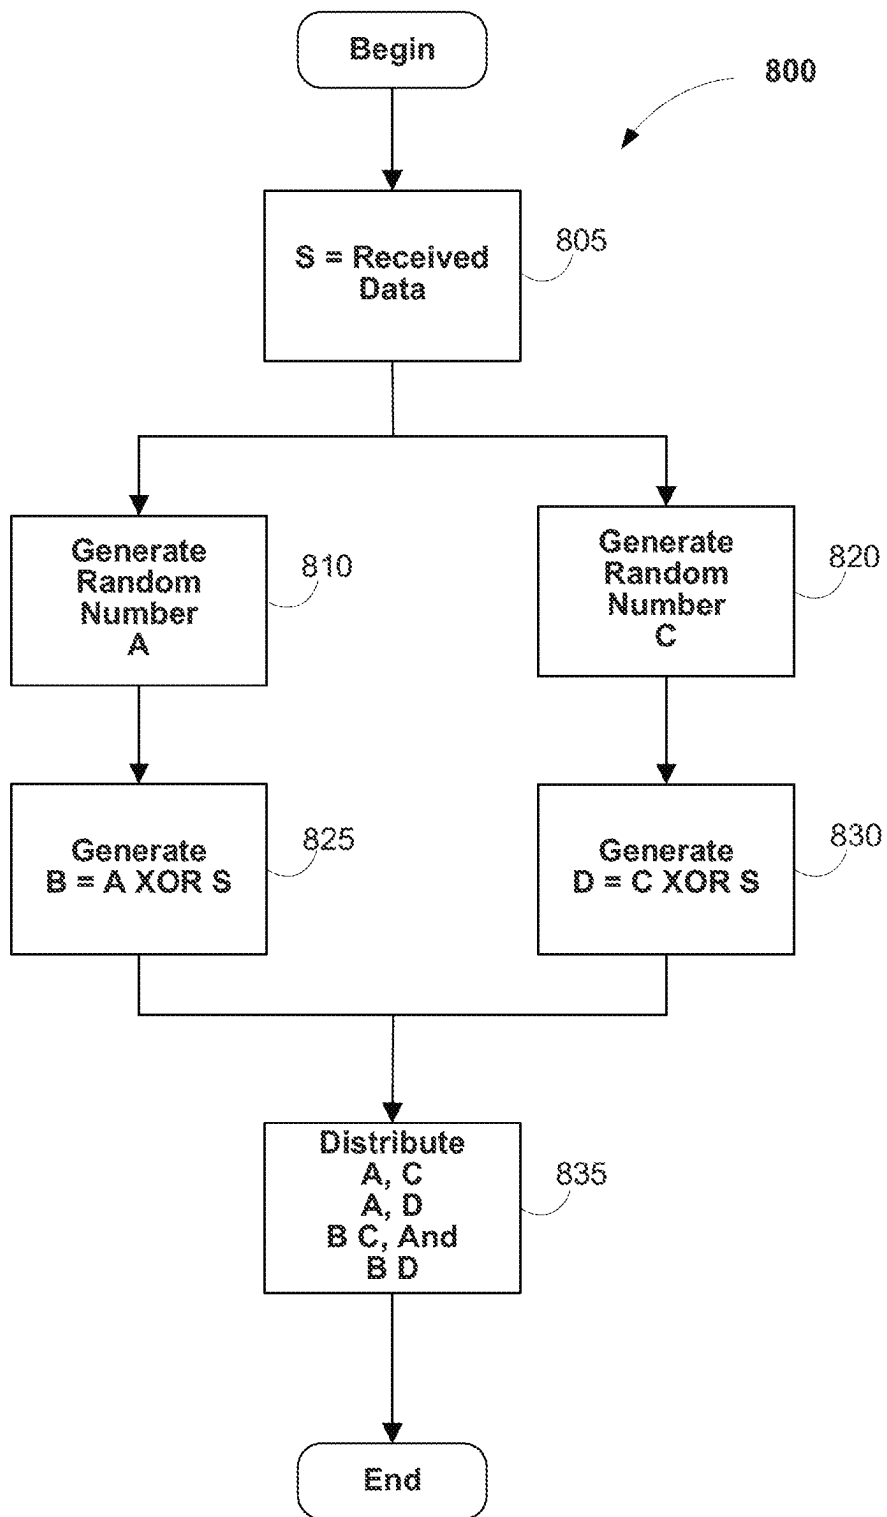 Begin
800
S = Received
Data
805
Generate
Random
Number
A
810
Generate
Random
Number
C
820
Generate
B = A XOR S
825
Generate
D = C XOR S
830
Distribute
A, C
A, D
B C, And
B D
835
End